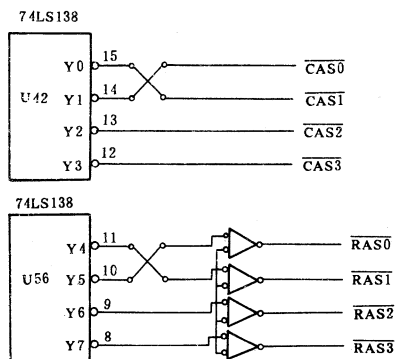 74LS138
Y0 15 CAS0
U42 Y1 14 CAS1
Y2 13 CAS2
Y3 12 CAS3
74LS138
Y4 11 RAS0
U56 Y5 10 RAS1
Y6 9 RAS2
Y7 8 RAS3